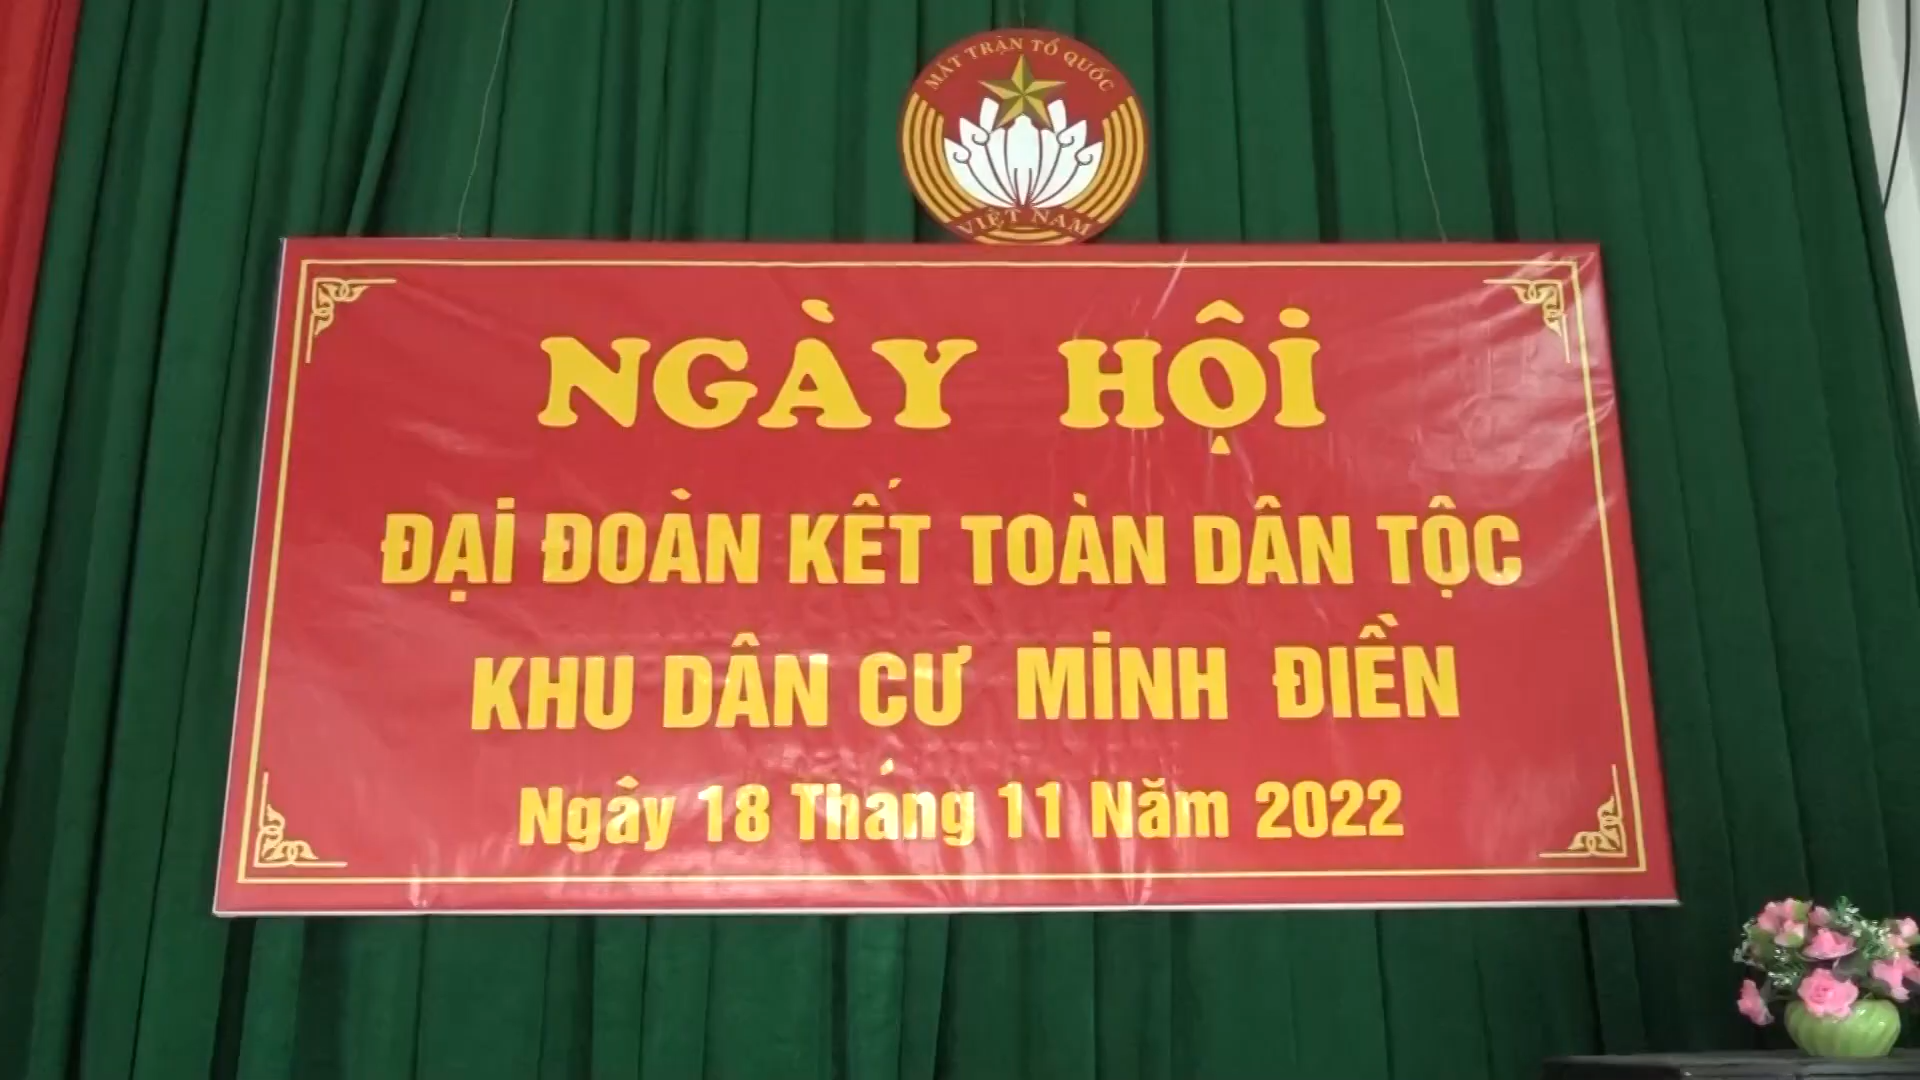 MẶT TRẬN TỔ QUỐC
VIỆT NAM
NGÀY HỘI
ĐẠI ĐOÀN KẾT TOÀN DÂN TỘC
KHU DÂN CƯ MINH ĐIỀN
Ngày 18 Tháng 11 Năm 2022